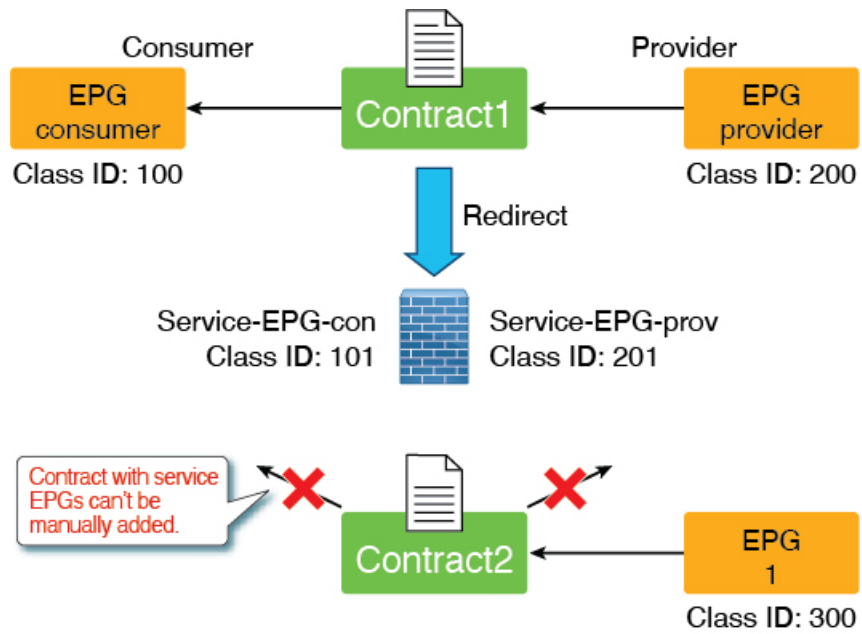 Consumer
Provider
EPG
consumer
Contract1
EPG
provider
Class ID: 100
Class ID: 200
Redirect
Service-EPG-con
Class ID: 101
Service-EPG-prov
Class ID: 201
Contract with service
EPGs can't be
manually added.
Contract2
EPG
1
Class ID: 300